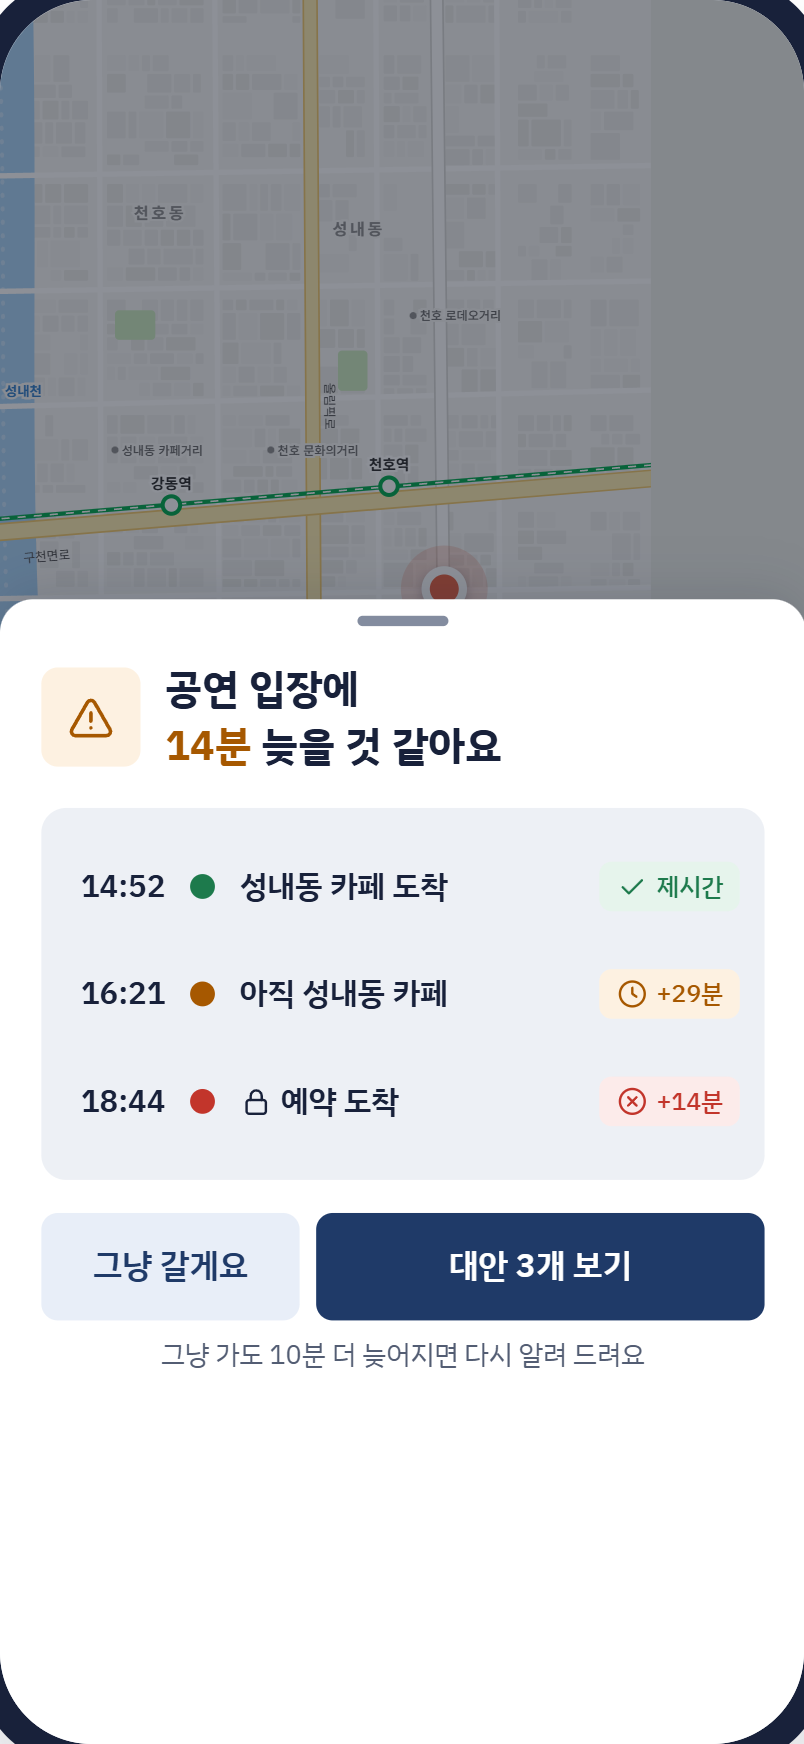 천호동
성내동
천호 로데오거리
성내천
올림픽로
성내동 카페거리
천호 문화의거리
천호역
강동역
구천면로
공연 입장에
14분 늦을 것 같아요
14:52 성내동 카페 도착 제시간
16:21 아직 성내동 카페 +29분
18:44 예약 도착 +14분
그냥 갈게요
대안 3개 보기
그냥 가도 10분 더 늦어지면 다시 알려 드려요